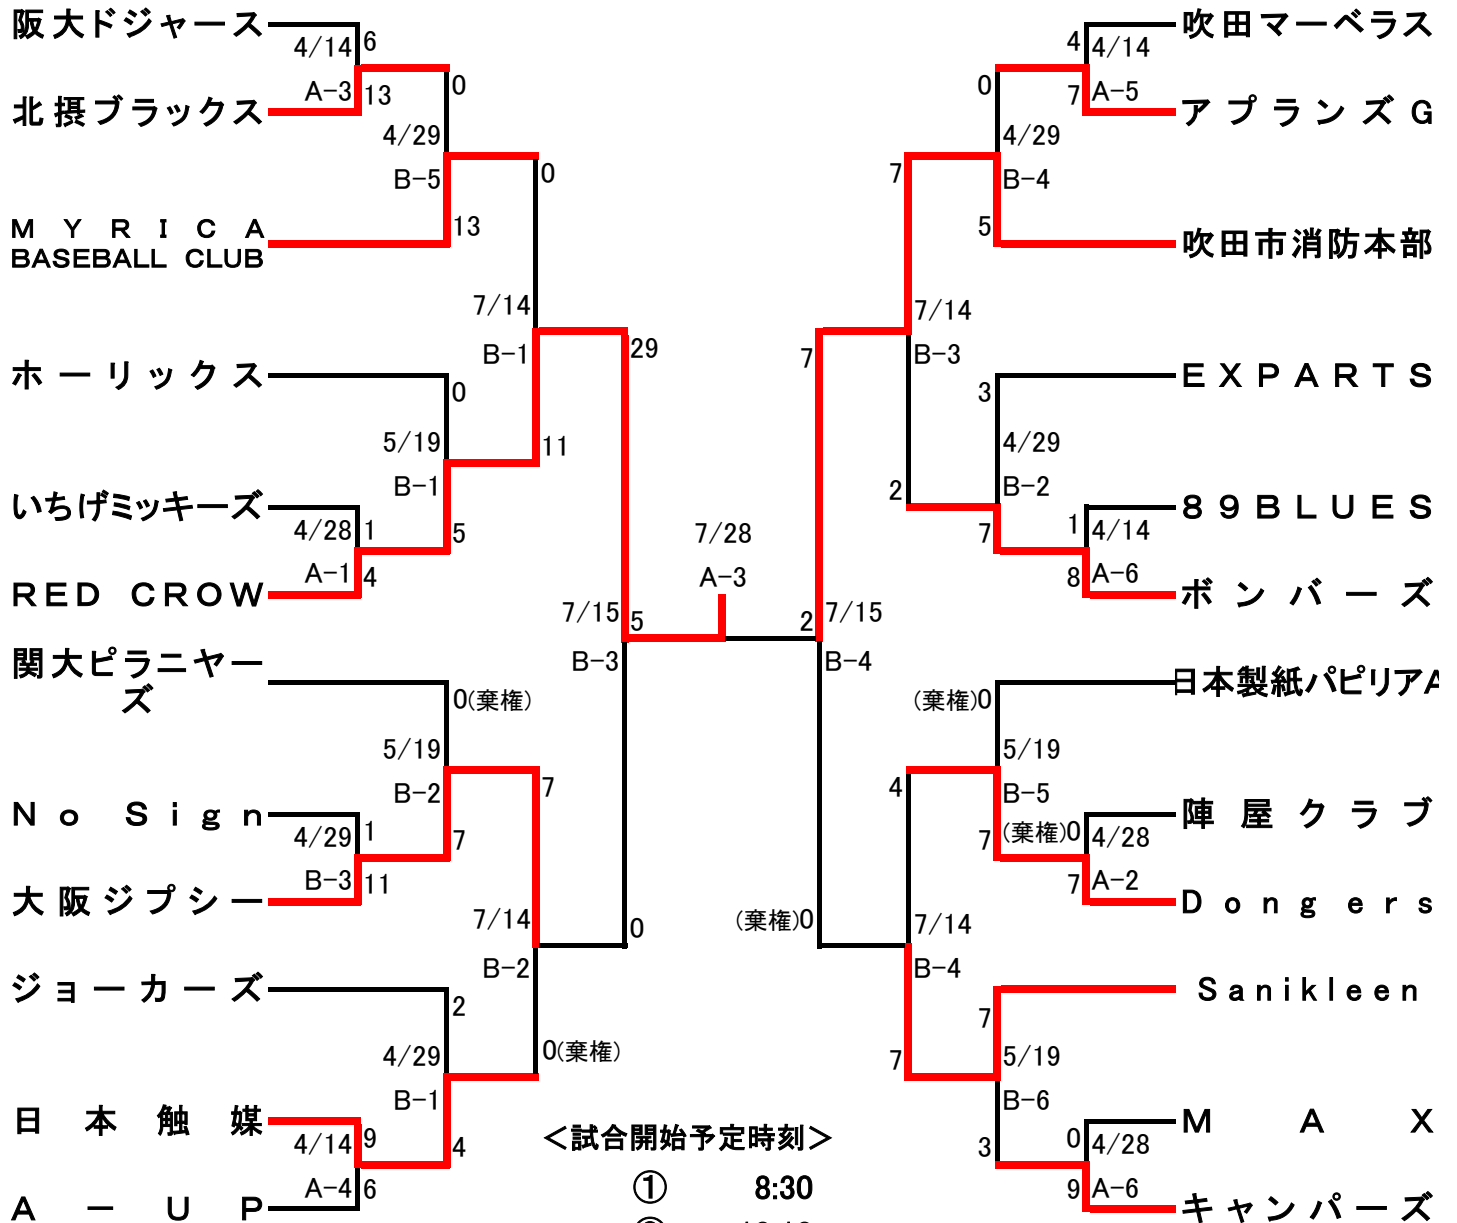 阪大ドジャース
4/14
6
A-3
13
北摂ブラックス
0
4/29
B-5
13
MYRICA
BASEBALL CLUB
0
7/14
B-1
11
ホーリックス
0
5/19
B-1
5
いちげミッキーズ
4/28
1
A-1
4
RED CROW
29
7/15
5
B-3
0
関大ピラニヤー
ズ
0(棄権)
5/19
B-2
7
No Sign
4/29
1
B-3
11
大阪ジプシー
7
7/14
B-2
0(棄権)
ジョーカーズ
2
4/29
B-1
4
日本触媒
4/14
9
A-4
6
A-UP
7/28
A-3
吹田マーベラス
4
4/14
7
A-5
アプランズG
0
4/29
B-4
5
吹田市消防本部
7
7/14
B-3
2
EXPARTS
3
4/29
B-2
7
89BLUES
1
4/14
8
A-6
ボンバーズ
7
2
7/15
B-4
(棄権)0
日本製紙パピリアA
(棄権)0
5/19
B-5
7
陣屋クラブ
(棄権)0
4/28
7
A-2
Dongers
4
7/14
B-4
7
Sanikleen
7
5/19
B-6
3
MAX
0
4/28
9
A-6
キャンパーズ
＜試合開始予定時刻＞
① 8:30